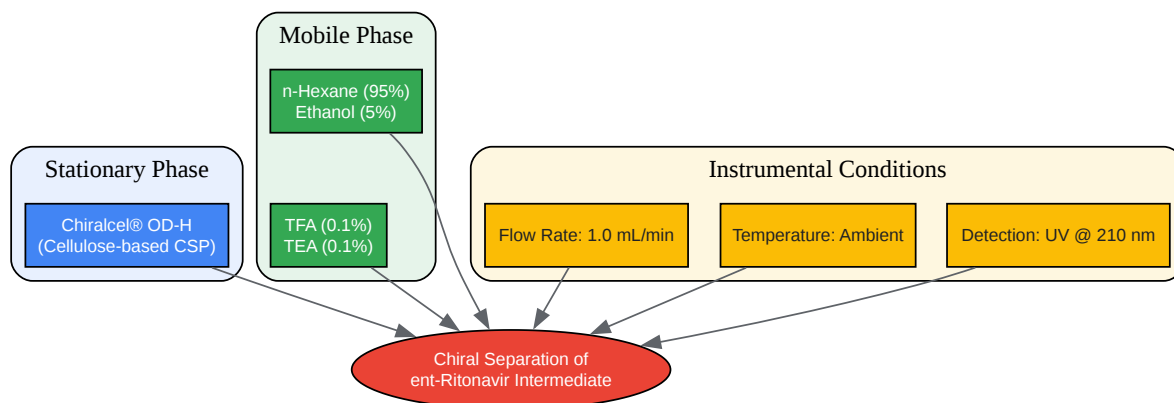 Mobile Phase
n-Hexane (95%)
Ethanol (5%)
Stationary Phase
Instrumental Conditions
Chiralcel® OD-H
(Cellulose-based CSP)
TFA (0.1%)
TEA (0.1%)
Flow Rate: 1.0 mL/min
Temperature: Ambient
Detection: UV @ 210 nm
Chiral Separation of
ent-Ritonavir Intermediate